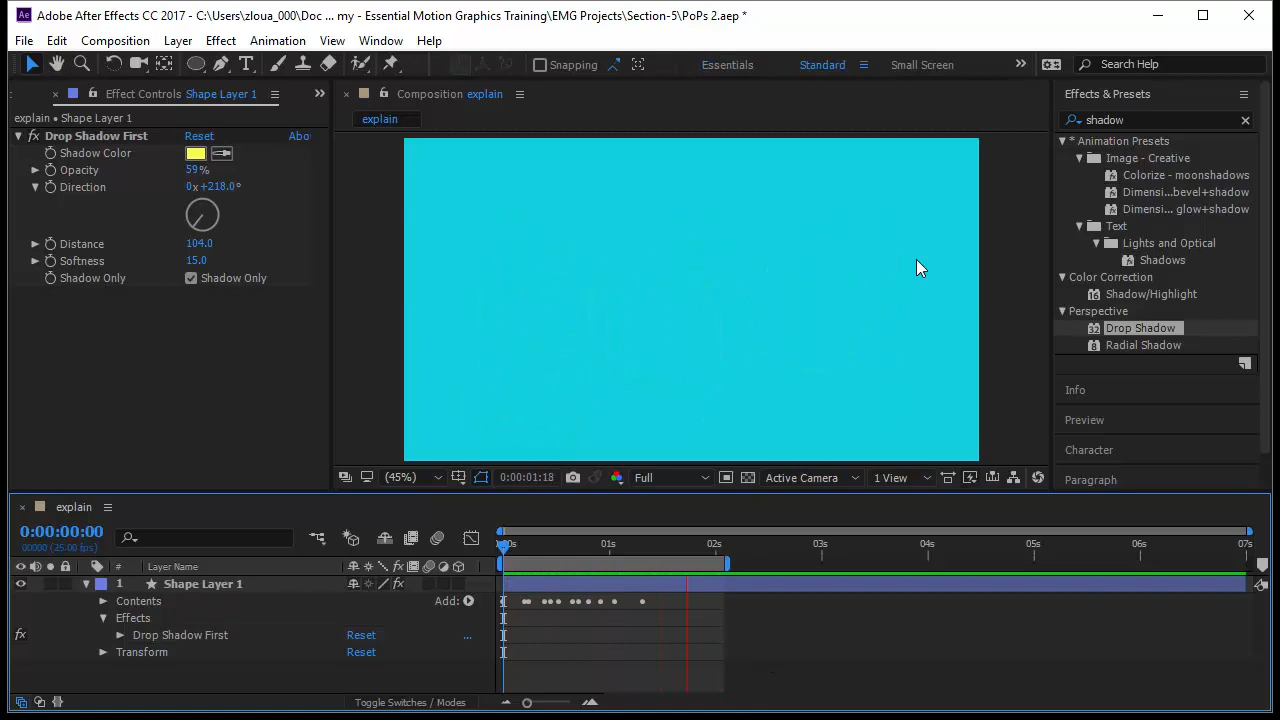 Ae Adobe After Effects CC 2017 - C:\Users\zloua_000\Doc ... my - Essential Motion Graphics Training\EMG Projects\Section-5\PoPs 2.aep *
File Edit Composition Layer Effect Animation View Window Help
Snapping Essentials Standard Small Screen Search Help
Effect Controls Shape Layer 1
Composition explain
Effects & Presets
explain • Shape Layer 1
explain
shadow
Drop Shadow First Reset Abo
Shadow Color
Opacity 59 %
Direction 0 x +218.0 °
Distance 104.0
Softness 15.0
Shadow Only Shadow Only
* Animation Presets
Image - Creative
Colorize - moonshadows
Dimensi...bevel+shadow
Dimensi... glow+shadow
Text
Lights and Optical
Shadows
Color Correction
16 Shadow/Highlight
Perspective
32 Drop Shadow
8 Radial Shadow
Info
Preview
Character
Paragraph
(45%) 0:00:01:18 Full Active Camera 1 View
explain
0:00:00:00
00000 (25.00 fps)
01s 02s 03s 04s 05s 06s 07s
# Layer Name
1 Shape Layer 1
Contents Add:
Effects
fx Drop Shadow First Reset ...
Transform Reset
Toggle Switches / Modes